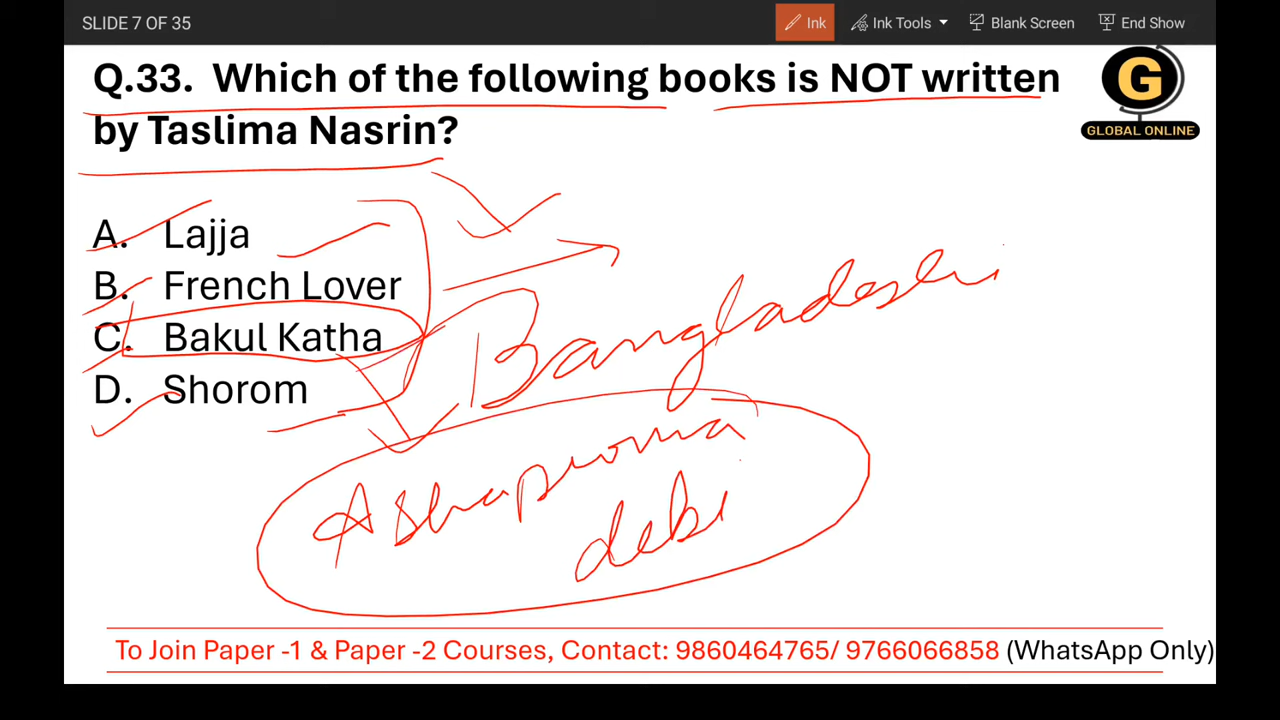 SLIDE 7 OF 35
Ink
Ink Tools
Blank Screen
End Show
Q.33. Which of the following books is NOT written
by Taslima Nasrin?
G
GLOBAL ONLINE
A. Lajja
B. French Lover
C. Bakul Katha
D. Shorom
Bangladeshi
Ashapurna
debi
To Join Paper -1 & Paper -2 Courses, Contact: 9860464765/ 9766066858 (WhatsApp Only)